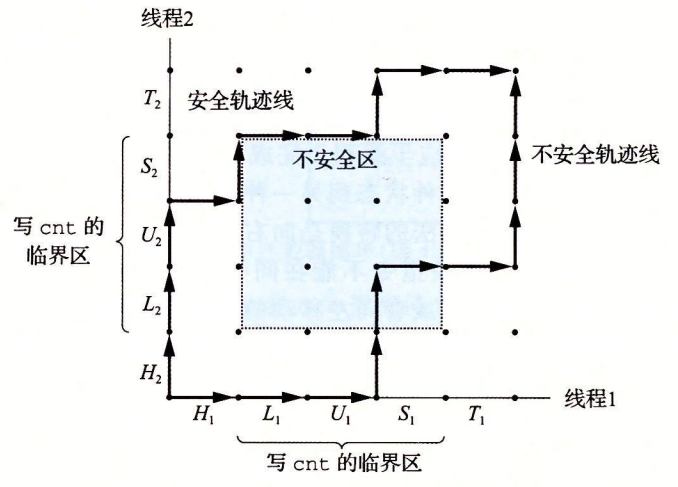 线程2
T₂
安全轨迹线
S₂
不安全区
不安全轨迹线
写 cnt 的
临界区
U₂
L₂
H₂
H₁
L₁
U₁
S₁
T₁
线程1
写 cnt 的临界区